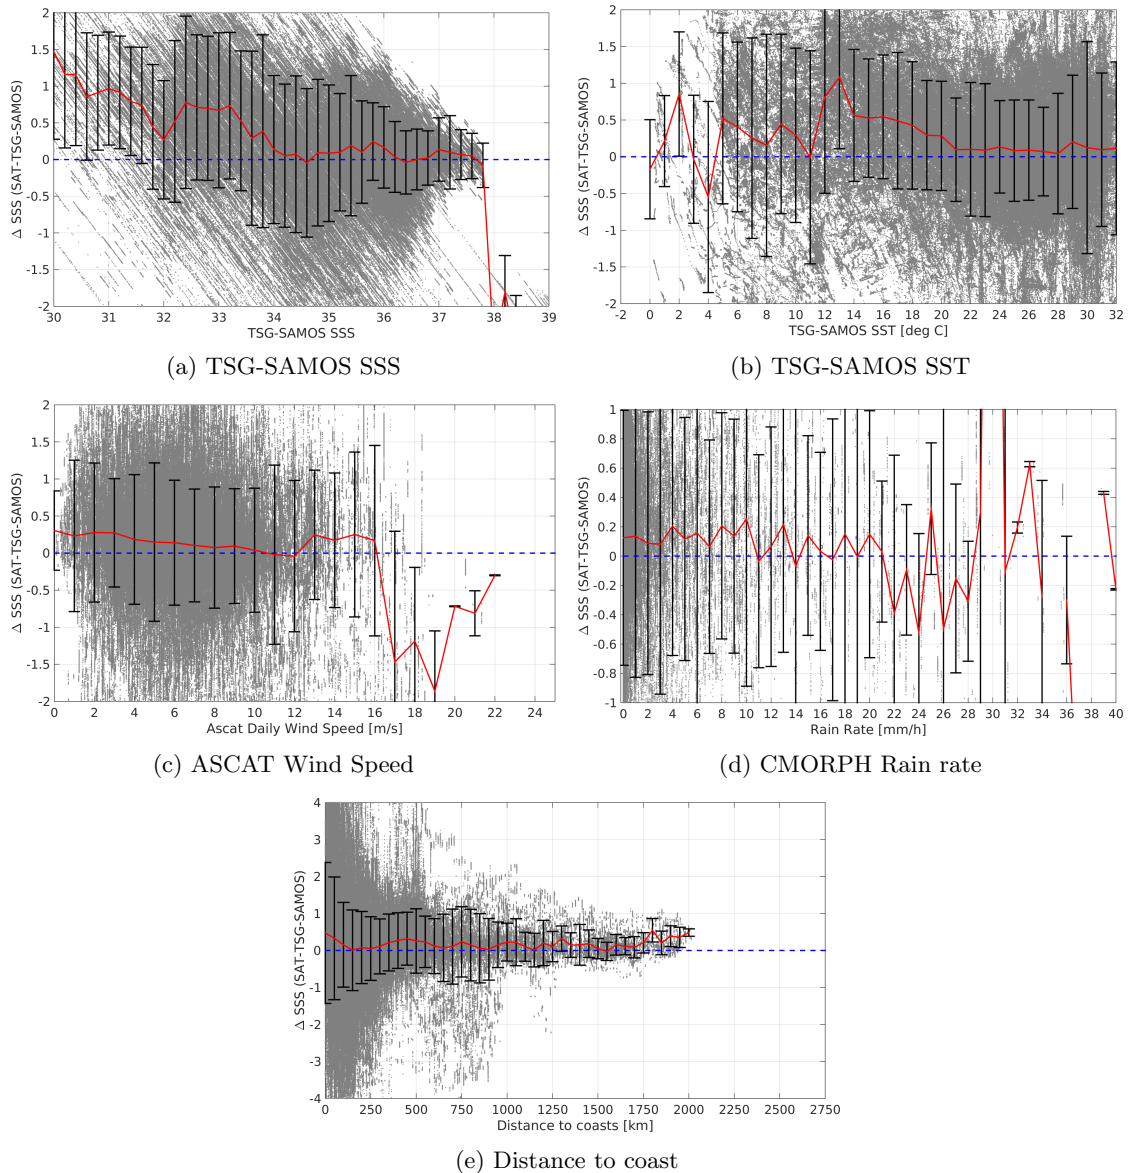 Δ SSS (SAT-TSG-SAMOS)
2
1.5
1
0.5
0
-0.5
-1
-1.5
-2
30 31 32 33 34 35 36 37 38 39
TSG-SAMOS SSS
(a) TSG-SAMOS SSS
Δ SSS (SAT-TSG-SAMOS)
2
1.5
1
0.5
0
-0.5
-1
-1.5
-2
-2 0 2 4 6 8 10 12 14 16 18 20 22 24 26 28 30 32
TSG-SAMOS SST [deg C]
(b) TSG-SAMOS SST
Δ SSS (SAT-TSG-SAMOS)
2
1.5
1
0.5
0
-0.5
-1
-1.5
-2
0 2 4 6 8 10 12 14 16 18 20 22 24
Ascat Daily Wind Speed [m/s]
(c) ASCAT Wind Speed
Δ SSS (SAT-TSG-SAMOS)
1
0.8
0.6
0.4
0.2
0
-0.2
-0.4
-0.6
-0.8
-1
0 2 4 6 8 10 12 14 16 18 20 22 24 26 28 30 32 34 36 38 40
Rain Rate [mm/h]
(d) CMORPH Rain rate
Δ SSS (SAT-TSG-SAMOS)
4
3
2
1
0
-1
-2
-3
-4
0 250 500 750 1000 1250 1500 1750 2000 2250 2500 2750
Distance to coasts [km]
(e) Distance to coast